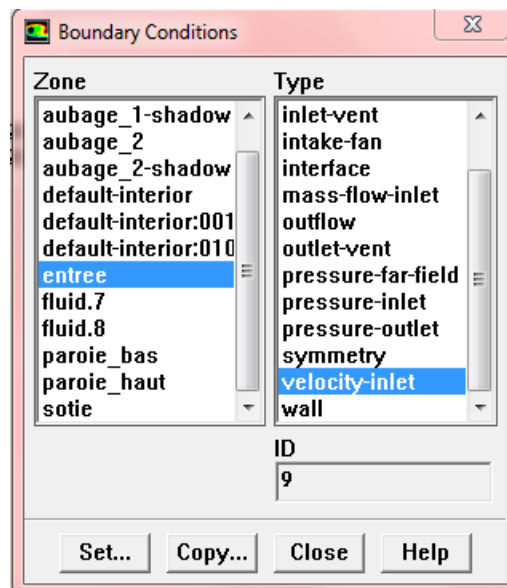 Boundary Conditions
Zone
aubage_1-shadow
aubage_2
aubage_2-shadow
default-interior
default-interior:001
default-interior:010
entree
fluid.7
fluid.8
paroie_bas
paroie_haut
sotie
Type
inlet-vent
intake-fan
interface
mass-flow-inlet
outflow
outlet-vent
pressure-far-field
pressure-inlet
pressure-outlet
symmetry
velocity-inlet
wall
ID
9
Set... Copy... Close Help